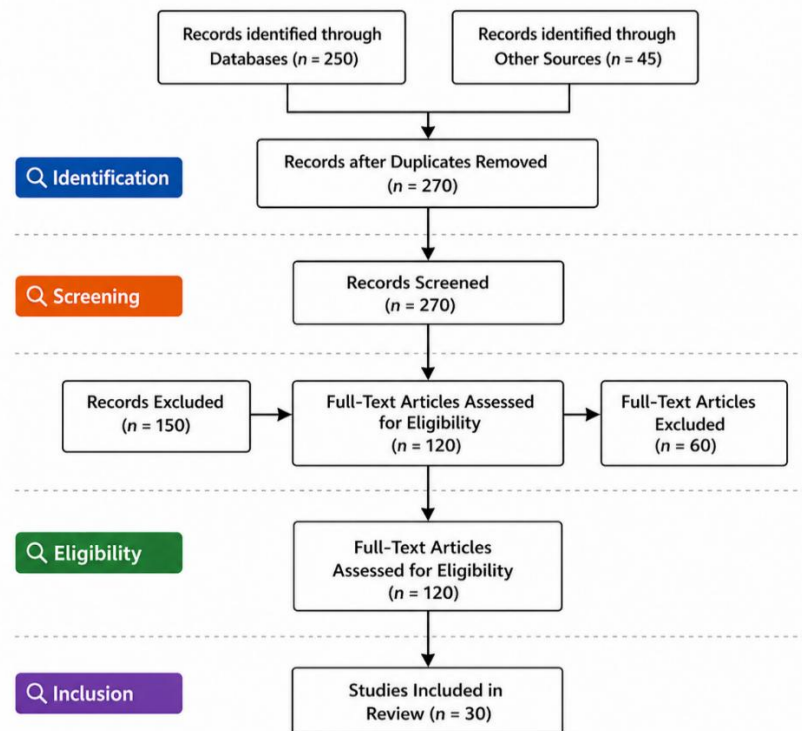 Records identified through
Databases (n = 250)
Records identified through
Other Sources (n = 45)
Identification
Records after Duplicates Removed
(n = 270)
Screening
Records Screened
(n = 270)
Records Excluded
(n = 150)
Full-Text Articles Assessed
for Eligibility
(n = 120)
Full-Text Articles
Excluded
(n = 60)
Eligibility
Full-Text Articles
Assessed for Eligibility
(n = 120)
Inclusion
Studies Included in
Review (n = 30)